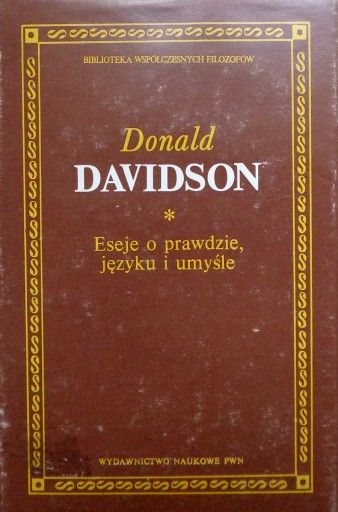 BIBLIOTEKA WSPÓŁCZESNYCH FILOZOFÓW
Donald
DAVIDSON
*
Eseje o prawdzie,
języku i umyśle
WYDAWNICTWO NAUKOWE PWN